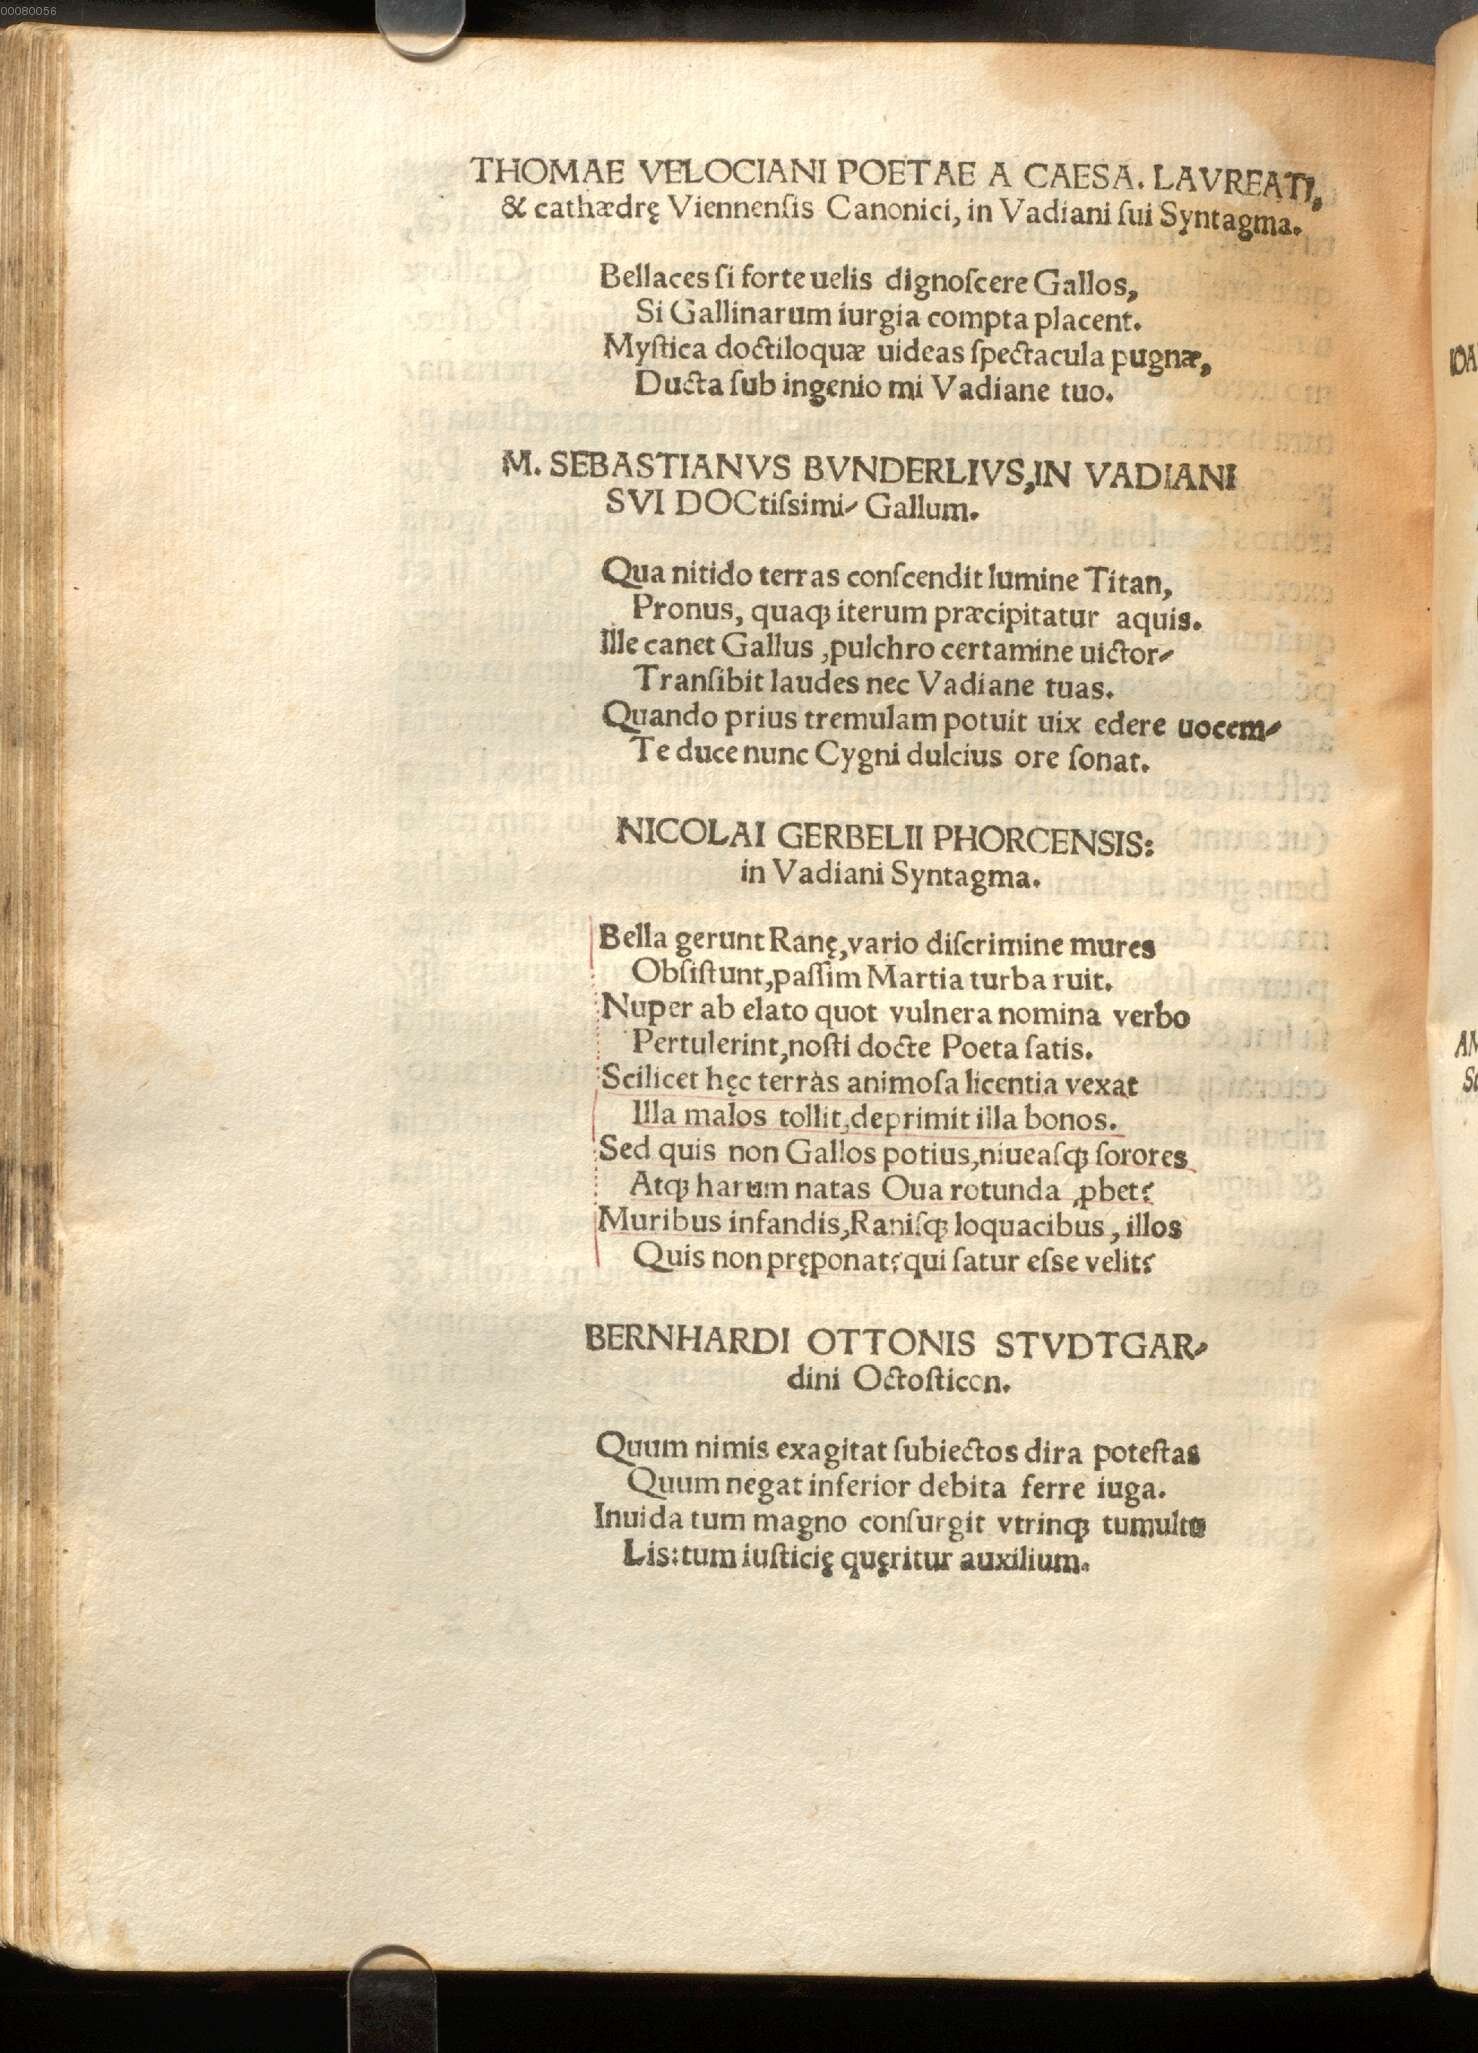 00080056
THOMAE VELOCIANI POETAE A CAESA. LAVREATI,
& cathædrę Viennenſis Canonici, in Vadiani ſui Syntagma.
Bellaces ſi forte uelis dignoſcere Gallos,
Si Gallinarum iurgia compta placent.
Myſtica doctiloquæ uideas ſpectacula pugnæ,
Ducta ſub ingenio mi Vadiane tuo.
M. SEBASTIANVS BVNDERLIVS, IN VADIANI
SVI DOCtiſsimi⸗ Gallum.
Qua nitido terras conſcendit lumine Titan,
Pronus, quaqꝫ iterum præcipitatur aquis.
Ille canet Gallus, pulchro certamine uictor⸗
Tranſibit laudes nec Vadiane tuas.
Quando prius tremulam potuit uix edere uocem⸗
Te duce nunc Cygni dulcius ore ſonat.
NICOLAI GERBELII PHORCENSIS:
in Vadiani Syntagma.
Bella gerunt Ranę, vario diſcrimine mures
Obſiſtunt, paſſim Martia turba ruit.
Nuper ab elato quot vulnera nomina verbo
Pertulerint, noſti docte Poeta ſatis.
Scilicet hęc terràs animoſa licentia vexat
Illa malos tollit, deprimit illa bonos.
Sed quis non Gallos potius, niueaſqꝫ ſorores
Atqꝫ harum natas Oua rotunda ꝓbet?
Muribus infandis, Raniſqꝫ loquacibus, illos
Quis non pręponat? qui ſatur eſse velit?
BERNHARDI OTTONIS STVDTGAR⸗
dini Octoſticon.
Quum nimis exagitat ſubiectos dira poteſtas
Quum negat inferior debita ferre iuga.
Inuida tum magno conſurgit vtrinqꝫ tumultu
Lis: tum iuſticię quęritur auxilium.